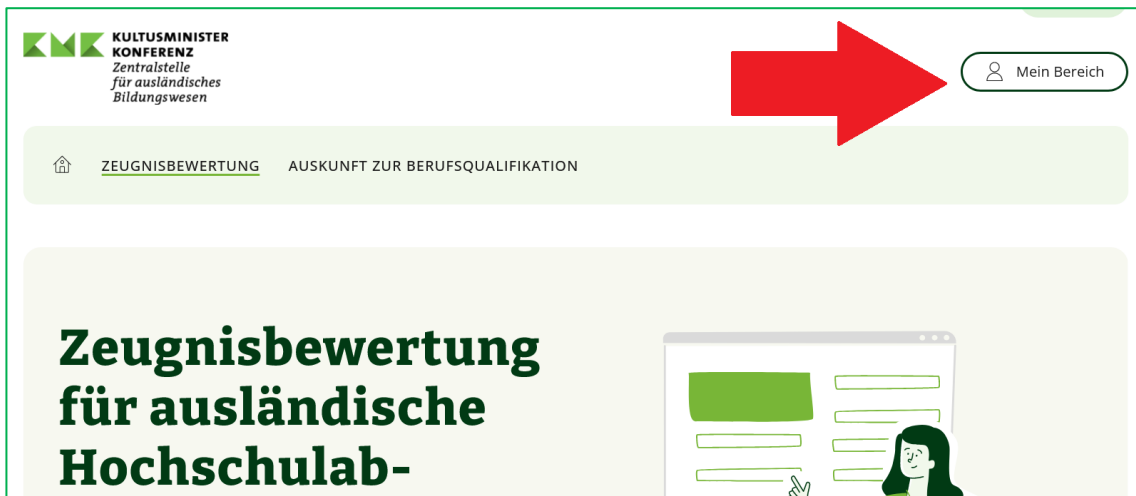 KULTUSMINISTER
KONFERENZ
Zentralstelle
für ausländisches
Bildungswesen
Mein Bereich
ZEUGNISBEWERTUNG AUSKUNFT ZUR BERUFSQUALIFIKATION
Zeugnisbewertung
für ausländische
Hochschulab-